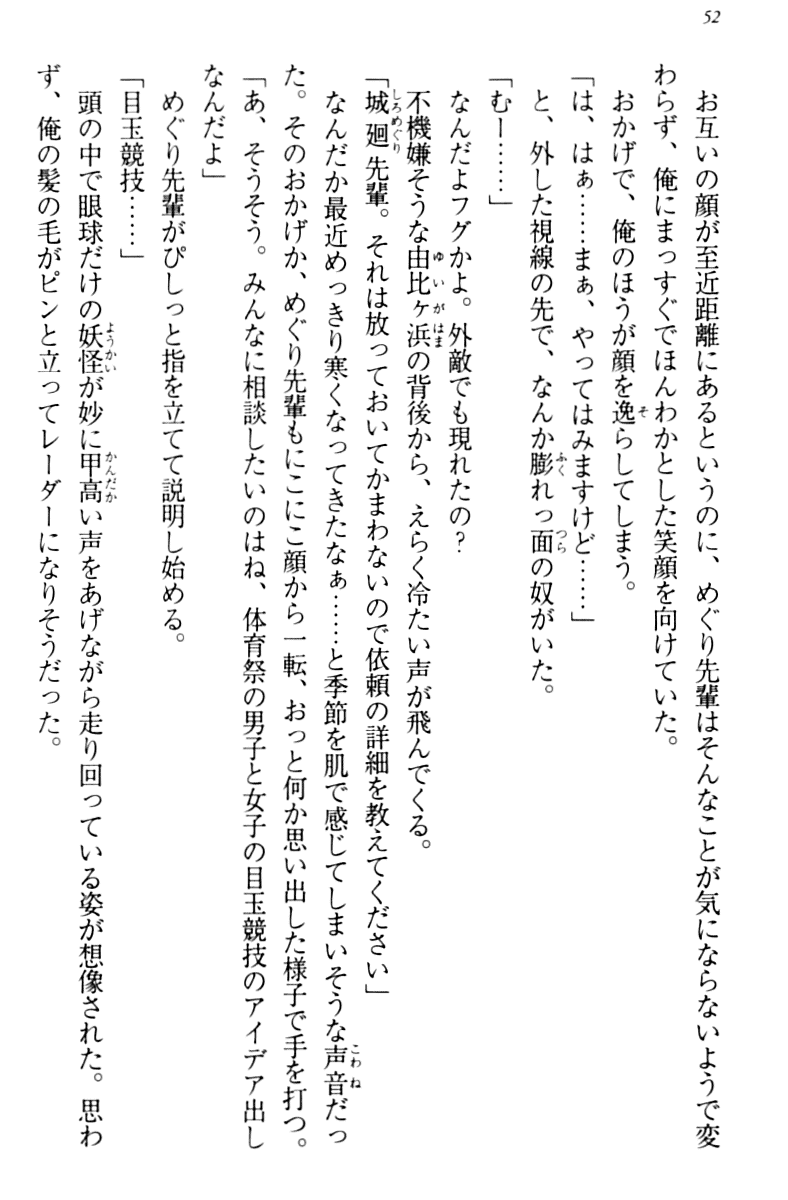 52
お互いの顔が至近距離にあるというのに、めぐり先輩はそんなことが気にならないようで変
わらず、俺にまっすぐでほんわかとした笑顔を向けていた。
おかげで、俺のほうが顔を逸らしてしまう。
「は、はぁ……まぁ、やってはみますけど……」
と、外した視線の先で、なんか膨れっ面の奴がいた。
「むー……」
なんだよフグかよ。外敵でも現れたの？
不機嫌そうな由比ヶ浜の背後から、えらく冷たい声が飛んでくる。
「城廻先輩。それは放っておいてかまわないので依頼の詳細を教えてください」
なんだか最近めっきり寒くなってきたなぁ……と季節を肌で感じてしまいそうな声音だっ
た。そのおかげか、めぐり先輩もにこにこ顔から一転、おっと何か思い出した様子で手を打つ。
「あ、そうそう。みんなに相談したいのはね、体育祭の男子と女子の目玉競技のアイデア出し
なんだよ」
めぐり先輩がぴしっと指を立てて説明し始める。
「目玉競技……」
頭の中で眼球だけの妖怪が妙に甲高い声をあげながら走り回っている姿が想像された。思わ
ず、俺の髪の毛がピンと立ってレーダーになりそうだった。